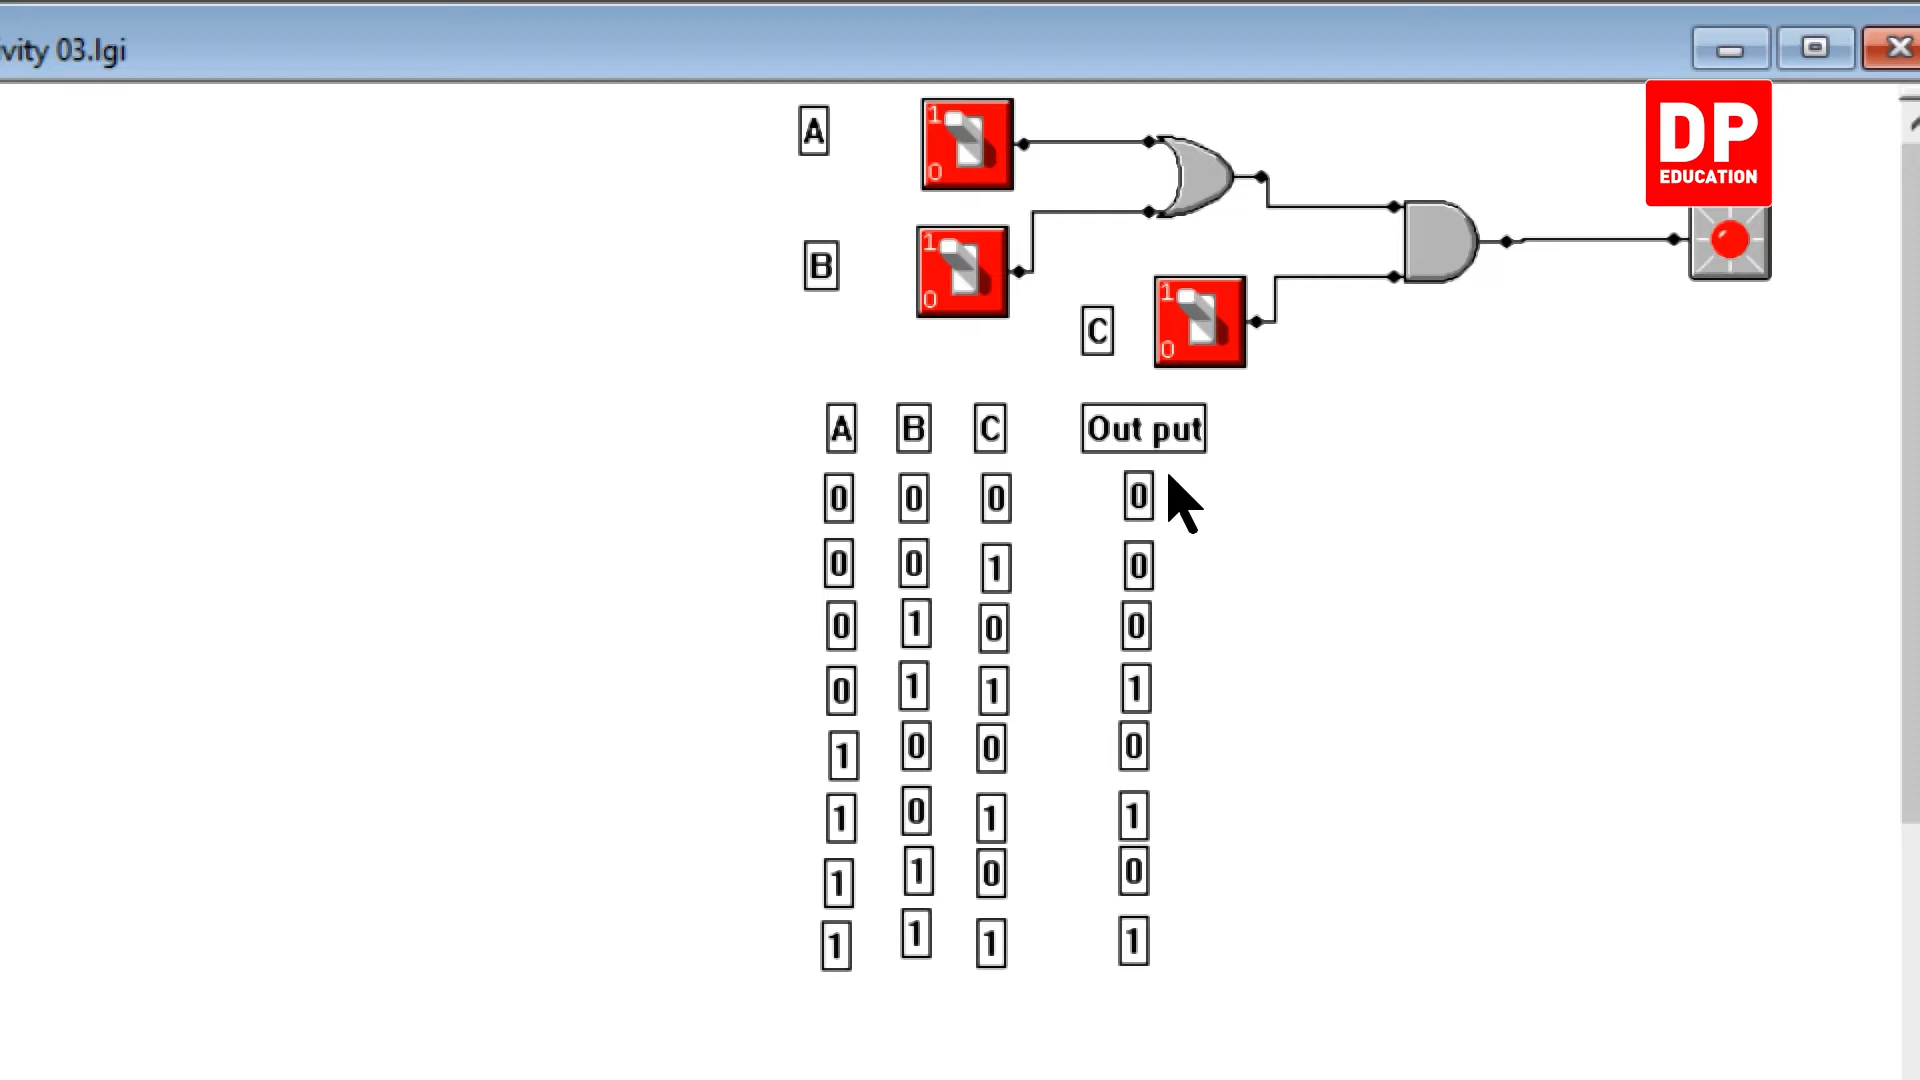 ivity 03.lgi
DP
EDUCATION
A
1
0
B
1
0
C
1
0
A B C Out put
0 0 0 0
0 0 1 0
0 1 0 0
0 1 1 1
1 0 0 0
1 0 1 1
1 1 0 0
1 1 1 1